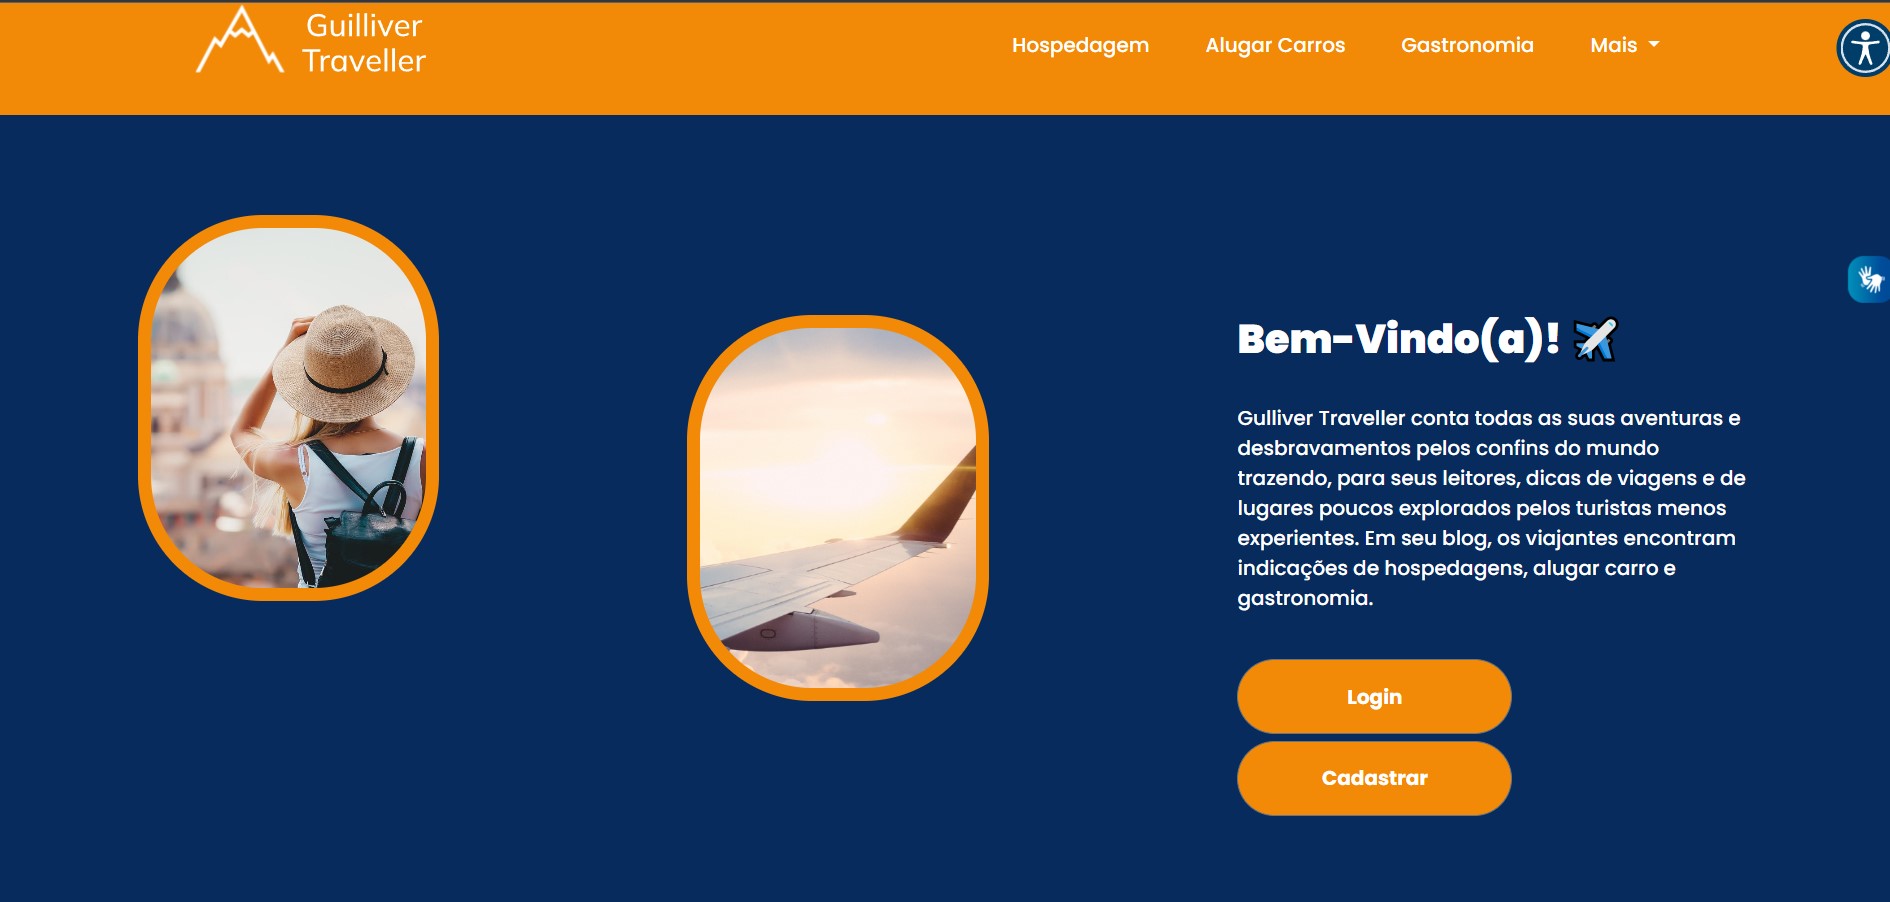 Guilliver
Traveller
Hospedagem
Alugar Carros
Gastronomia
Mais
Bem-Vindo(a)!
Gulliver Traveller conta todas as suas aventuras e
desbravamentos pelos confins do mundo
trazendo, para seus leitores, dicas de viagens e de
lugares poucos explorados pelos turistas menos
experientes. Em seu blog, os viajantes encontram
indicações de hospedagens, alugar carro e
gastronomia.
Login
Cadastrar